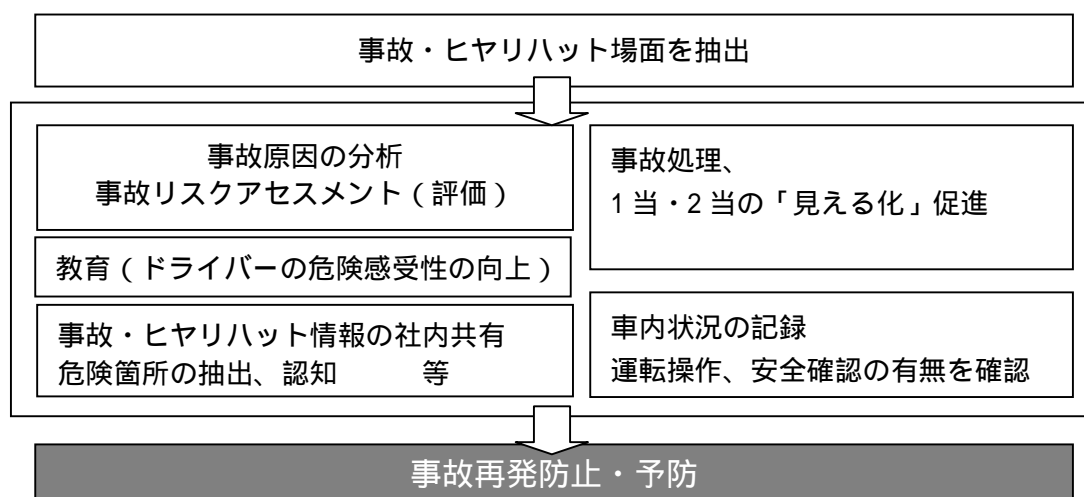 事故・ヒヤリハット場面を抽出
事故原因の分析
事故リスクアセスメント（評価）
教育（ドライバーの危険感受性の向上）
事故・ヒヤリハット情報の社内共有
危険箇所の抽出、認知　　　等
事故処理、
1当・2当の「見える化」促進
車内状況の記録
運転操作、安全確認の有無を確認
事故再発防止・予防